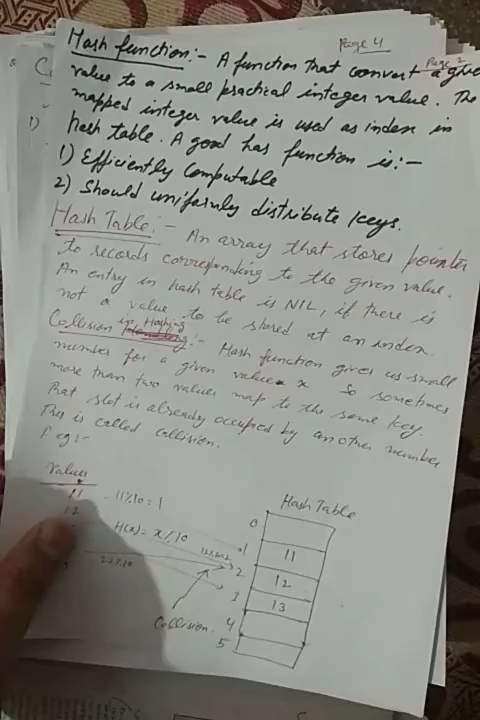 Page 4
Page 2
Hash function:- A function that convert a give
value to a small practical integer value. The
mapped integer value is used as index in
hash table. A good has function is:-
1) Efficiently computable
2) Should uniformly distribute keys.
Hash Table:- An array that stores pointer
to records corresponding to the given value.
An entry in hash table is NIL, if there is
not a value to be stored at an index.
Collision in Hashing:- Hash function gives us small
number for a given value x So sometimes
more than two values map to the same key.
that slot is already occupied by another number
This is called collision.
eg:-
Values
Hash Table
11 11%10=1
0
12 H(x)= x%10
1 11
2 12
22%10
3 13
Collision.
4
5